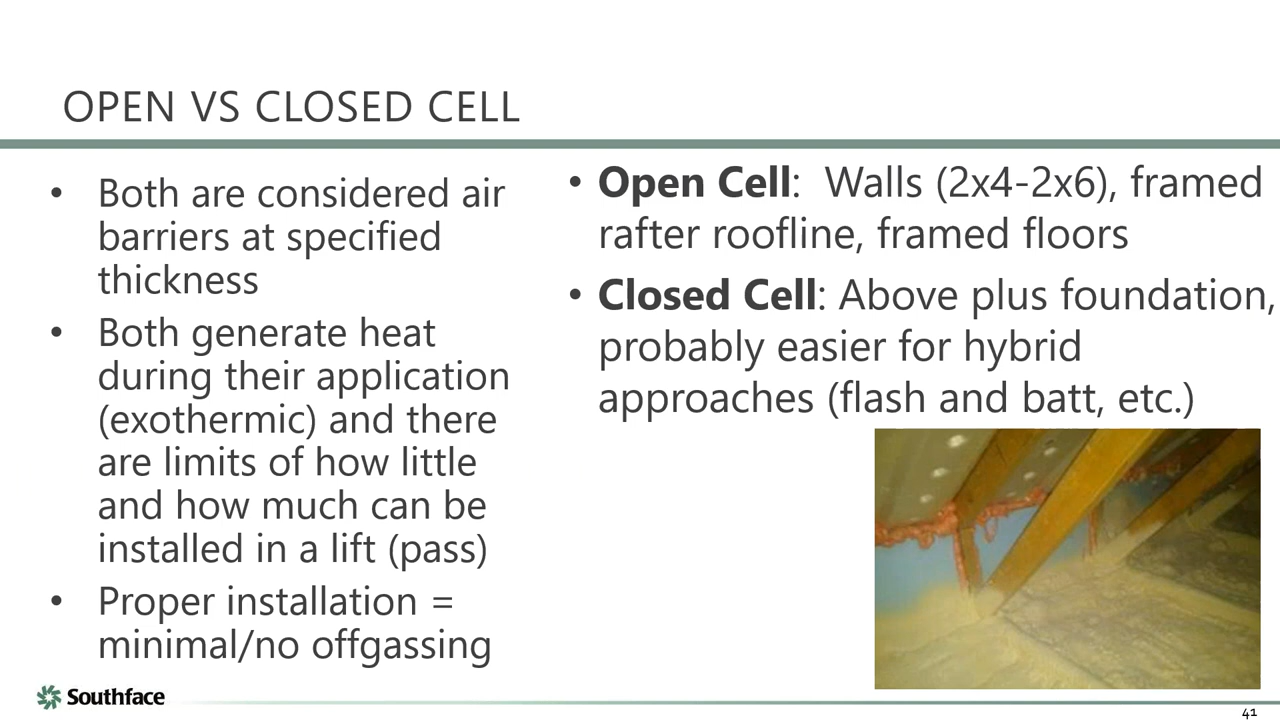 OPEN VS CLOSED CELL
• Both are considered air
barriers at specified
thickness
• Both generate heat
during their application
(exothermic) and there
are limits of how little
and how much can be
installed in a lift (pass)
• Proper installation =
minimal/no offgassing
• Open Cell:  Walls (2x4-2x6), framed
rafter roofline, framed floors
• Closed Cell: Above plus foundation,
probably easier for hybrid
approaches (flash and batt, etc.)
Southface
41